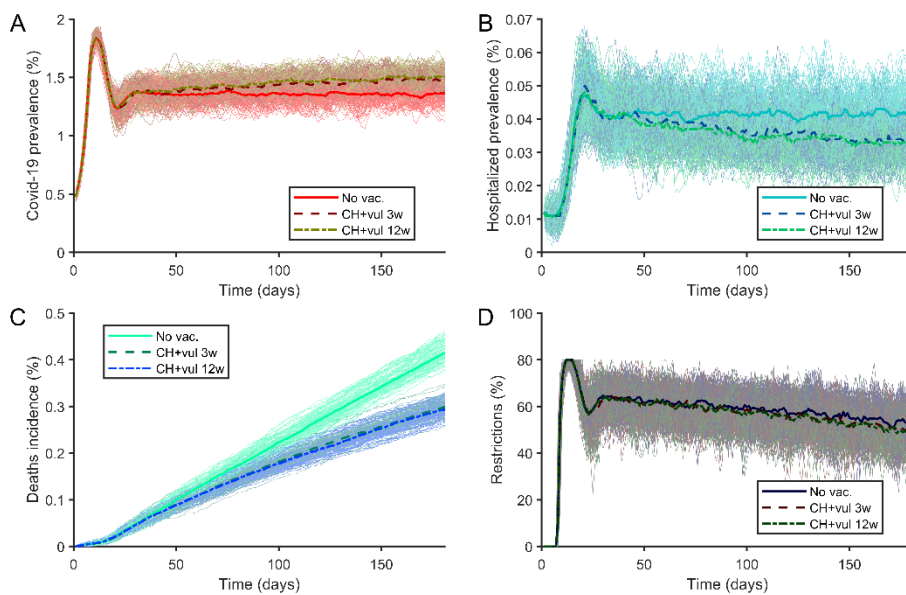 A
Covid-19 prevalence (%)
2
1.5
1
0.5
0
0
50
100
150
Time (days)
No vac.
CH+vul 3w
CH+vul 12w
B
Hospitalized prevalence (%)
0.07
0.06
0.05
0.04
0.03
0.02
0.01
0
50
100
150
Time (days)
No vac.
CH+vul 3w
CH+vul 12w
C
Deaths incidence (%)
0.5
0.4
0.3
0.2
0.1
0
0
50
100
150
Time (days)
No vac.
CH+vul 3w
CH+vul 12w
D
Restrictions (%)
100
80
60
40
20
0
0
50
100
150
Time (days)
No vac.
CH+vul 3w
CH+vul 12w